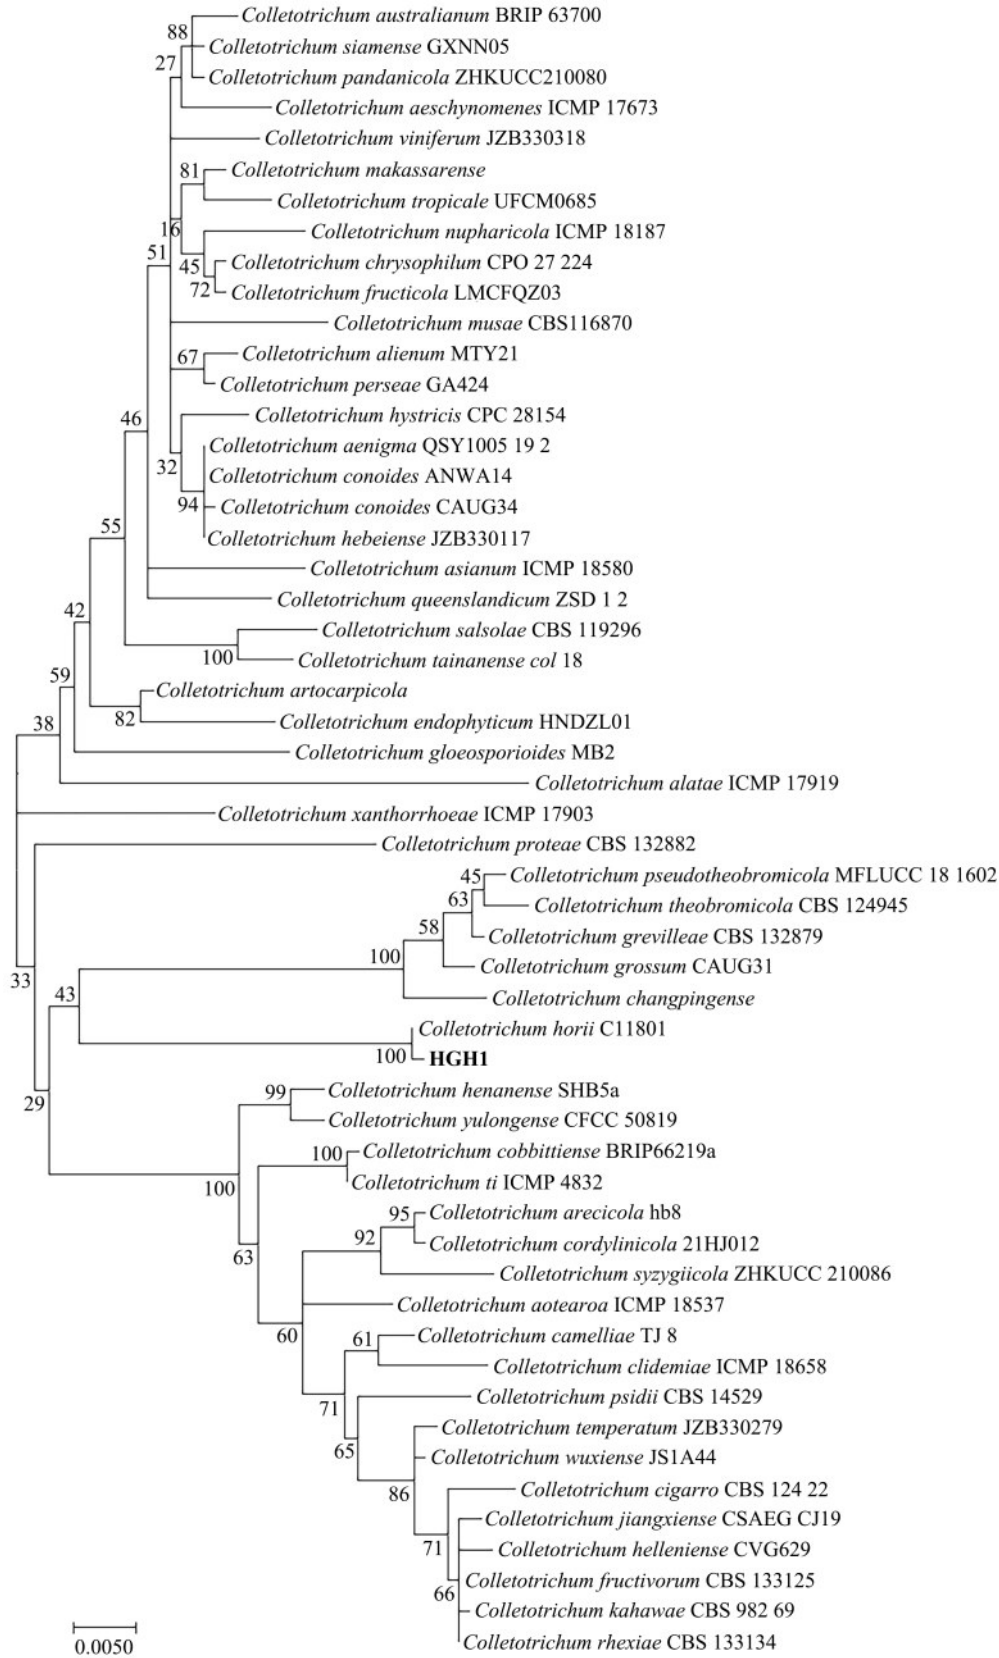 Colletotrichum australianum BRIP 63700
88
Colletotrichum siamense GXNN05
27
Colletotrichum pandanicola ZHKUCC210080
Colletotrichum aeschynomenes ICMP 17673
Colletotrichum viniferum JZB330318
81
Colletotrichum makassarense
Colletotrichum tropicale UFCM0685
16
Colletotrichum nupharicola ICMP 18187
51
45
Colletotrichum chrysophilum CPO 27 224
72
Colletotrichum fructicola LMCFQZ03
Colletotrichum musae CBS116870
67
Colletotrichum alienum MTY21
Colletotrichum perseae GA424
46
Colletotrichum hystricis CPC 28154
Colletotrichum aenigma QSY1005 19 2
32
Colletotrichum conoides ANWA14
94
Colletotrichum conoides CAUG34
55
Colletotrichum hebeiense JZB330117
Colletotrichum asianum ICMP 18580
42
Colletotrichum queenslandicum ZSD 1 2
Colletotrichum salsolae CBS 119296
100
Colletotrichum tainanense col 18
59
Colletotrichum artocarpicola
82
Colletotrichum endophyticum HNDZL01
38
Colletotrichum gloeosporioides MB2
Colletotrichum alatae ICMP 17919
Colletotrichum xanthorrhoeae ICMP 17903
Colletotrichum proteae CBS 132882
45
Colletotrichum pseudotheobromicola MFLUCC 18 1602
63
Colletotrichum theobromicola CBS 124945
58
Colletotrichum grevilleae CBS 132879
100
Colletotrichum grossum CAUG31
33
43
Colletotrichum changpingense
Colletotrichum horii C11801
100
HGH1
29
99
Colletotrichum henanense SHB5a
Colletotrichum yulongense CFCC 50819
100
Colletotrichum cobbittiense BRIP66219a
100
Colletotrichum ti ICMP 4832
95
Colletotrichum arecicola hb8
92
Colletotrichum cordylinicola 21HJ012
63
Colletotrichum syzygiicola ZHKUCC 210086
Colletotrichum aotearoa ICMP 18537
60
61
Colletotrichum camelliae TJ 8
Colletotrichum clidemiae ICMP 18658
71
Colletotrichum psidii CBS 14529
Colletotrichum temperatum JZB330279
65
Colletotrichum wuxiense JS1A44
86
Colletotrichum cigarro CBS 124 22
Colletotrichum jiangxiense CSAEG CJ19
71
Colletotrichum helleniense CVG629
Colletotrichum fructivorum CBS 133125
66
Colletotrichum kahawae CBS 982 69
Colletotrichum rhexiae CBS 133134
0.0050